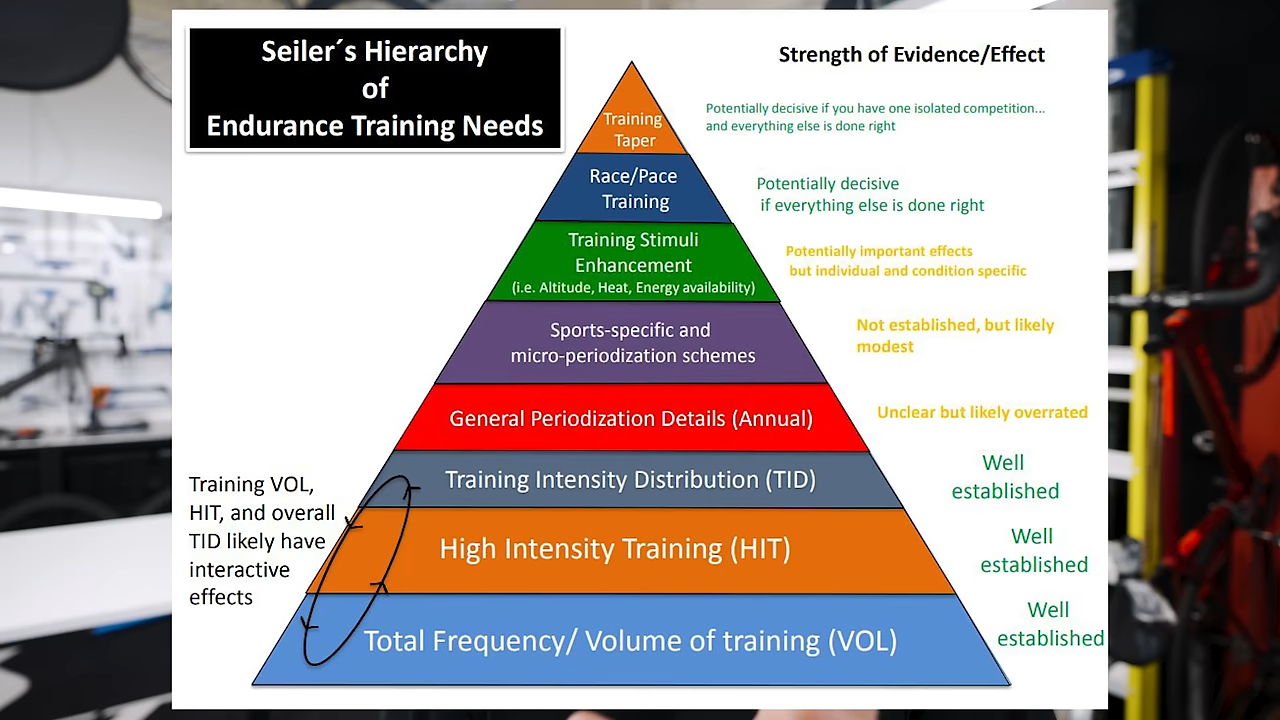 Seiler´s Hierarchy
of
Endurance Training Needs
Strength of Evidence/Effect
Training
Taper
Potentially decisive if you have one isolated competition...
and everything else is done right
Race/Pace
Training
Potentially decisive
if everything else is done right
Training Stimuli
Enhancement
(i.e. Altitude, Heat, Energy availability)
Potentially important effects
but individual and condition specific
Sports-specific and
micro-periodization schemes
Not established, but likely
modest
General Periodization Details (Annual)
Unclear but likely overrated
Training Intensity Distribution (TID)
Well
established
High Intensity Training (HIT)
Well
established
Total Frequency/ Volume of training (VOL)
Well
established
Training VOL,
HIT, and overall
TID likely have
interactive
effects